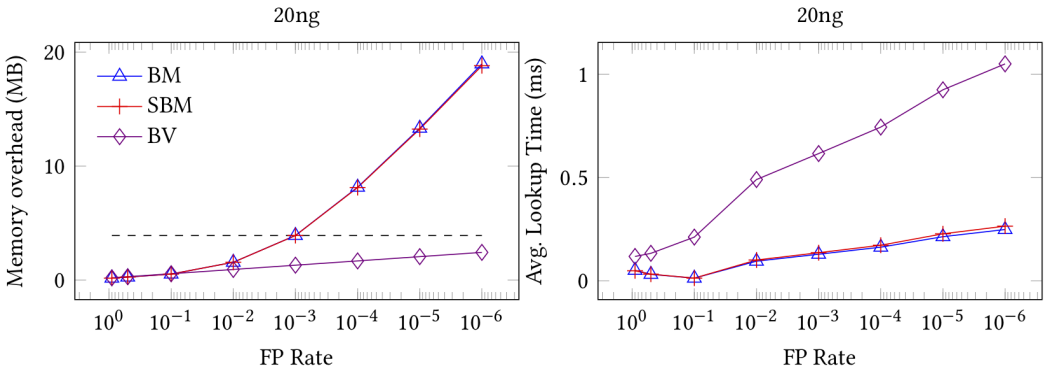 20ng
Memory overhead (MB)
20
10
0
BM
SBM
BV
10^0 10^-1 10^-2 10^-3 10^-4 10^-5 10^-6
FP Rate
20ng
Avg. Lookup Time (ms)
1
0.5
0
10^0 10^-1 10^-2 10^-3 10^-4 10^-5 10^-6
FP Rate